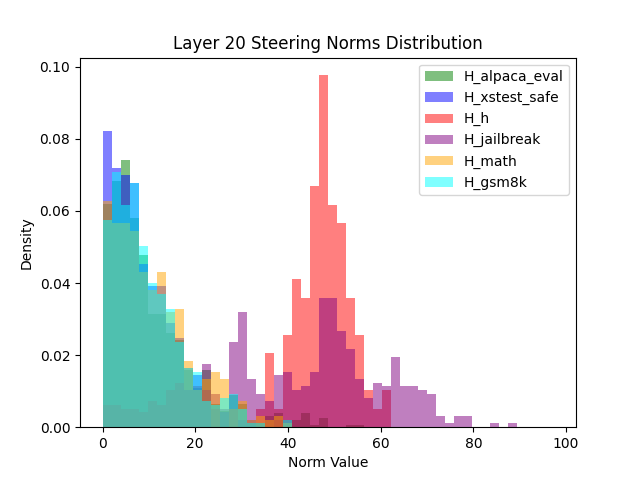 Layer 20 Steering Norms Distribution
H_alpaca_eval
H_xstest_safe
H_h
H_jailbreak
H_math
H_gsm8k
0.10
0.08
0.06
0.04
0.02
0.00
Density
0 20 40 60 80 100
Norm Value